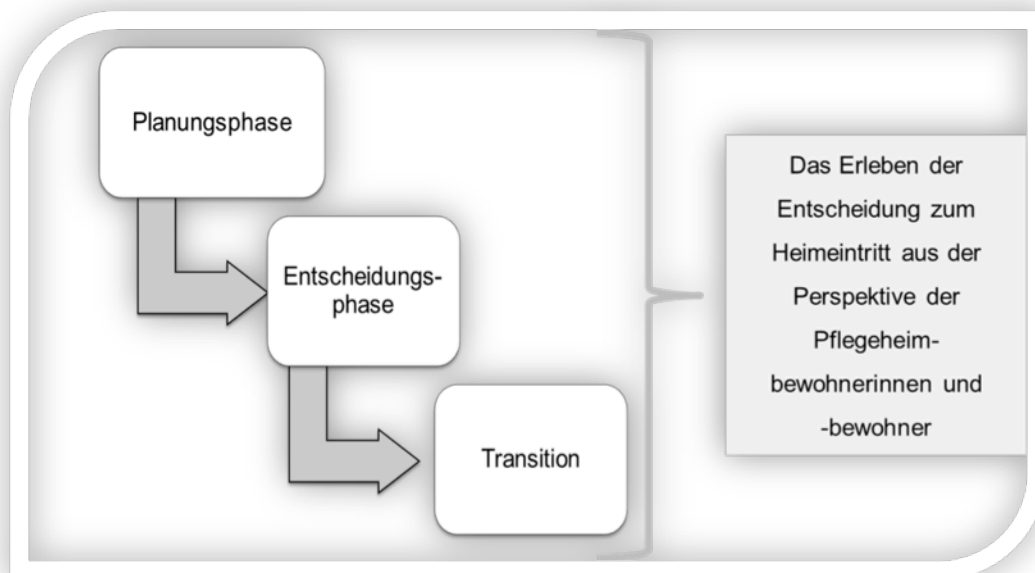 Planungsphase
Entscheidungs-
phase
Transition
Das Erleben der
Entscheidung zum
Heimeintritt aus der
Perspektive der
Pflegeheim-
bewohnerinnen und
-bewohner